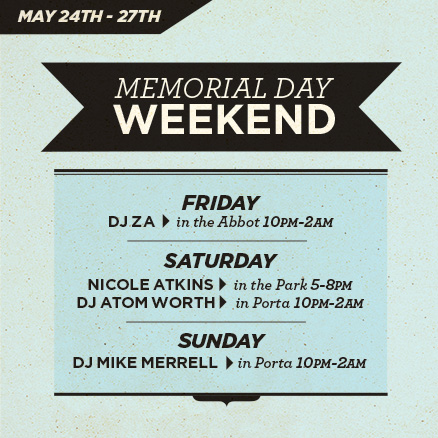 MAY 24TH - 27TH
MEMORIAL DAY
WEEKEND
FRIDAY
DJ ZA in the Abbot 10PM-2AM
SATURDAY
NICOLE ATKINS in the Park 5-8PM
DJ ATOM WORTH in Porta 10PM-2AM
SUNDAY
DJ MIKE MERRELL in Porta 10PM-2AM